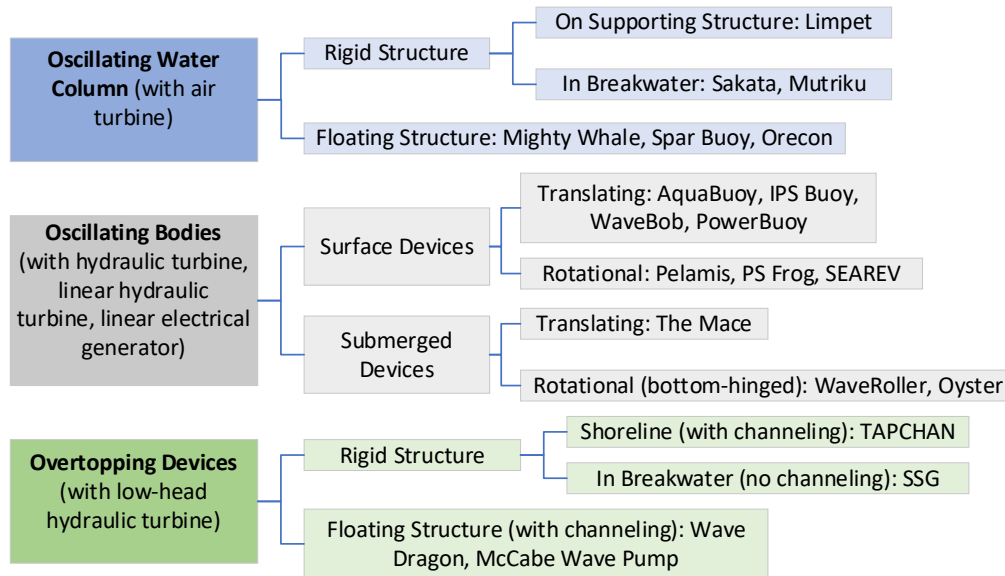 Oscillating Water
Column (with air
turbine)
Rigid Structure
On Supporting Structure: Limpet
In Breakwater: Sakata, Mutriku
Floating Structure: Mighty Whale, Spar Buoy, Orecon
Oscillating Bodies
(with hydraulic turbine,
linear hydraulic
turbine, linear electrical
generator)
Surface Devices
Translating: AquaBuoy, IPS Buoy,
WaveBob, PowerBuoy
Rotational: Pelamis, PS Frog, SEAREV
Submerged
Devices
Translating: The Mace
Rotational (bottom-hinged): WaveRoller, Oyster
Overtopping Devices
(with low-head
hydraulic turbine)
Rigid Structure
Shoreline (with channeling): TAPCHAN
In Breakwater (no channeling): SSG
Floating Structure (with channeling): Wave
Dragon, McCabe Wave Pump